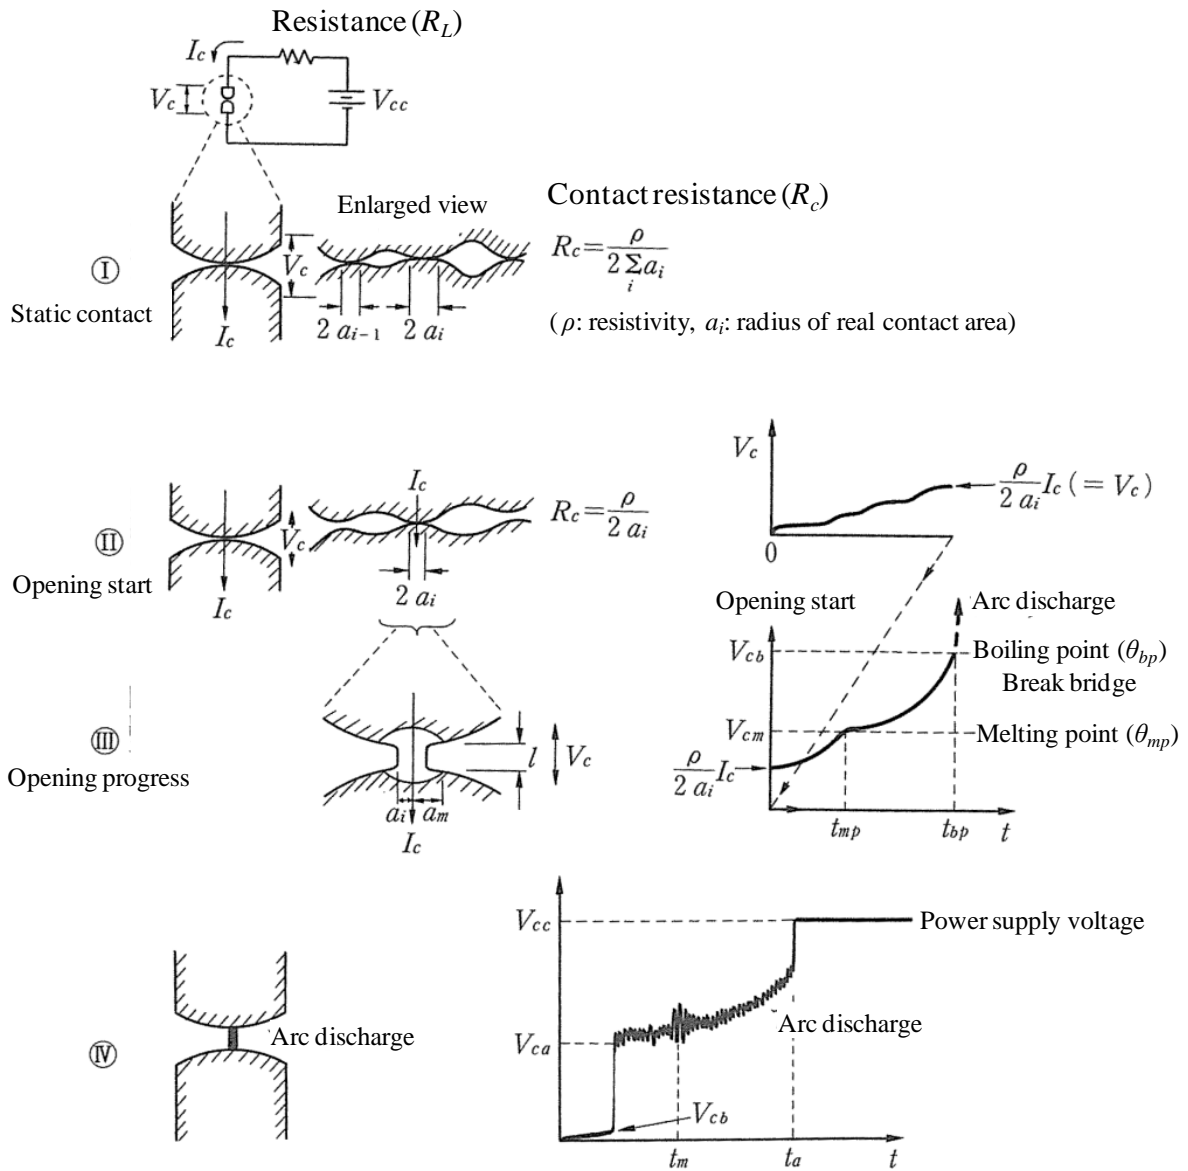 Resistance (R_L)
I_c
V_c
V_cc
Enlarged view
Contact resistance (R_c)
Ⓘ
Static contact
V_c
I_c
2 a_{i-1}
2 a_i
R_c = ρ / 2 Σ_i a_i
(ρ: resistivity, a_i: radius of real contact area)
Ⅱ
Opening start
V_c
I_c
I_c
2 a_i
R_c = ρ / 2 a_i
V_c
0
ρ / 2 a_i I_c (= V_c)
Opening start
Arc discharge
V_cb
Boiling point (θ_bp)
Break bridge
V_cm
Melting point (θ_mp)
ρ / 2 a_i I_c
t_mp
t_bp
t
Ⅲ
Opening progress
l
V_c
a_i
a_m
I_c
Ⅳ
Arc discharge
V_cc
Power supply voltage
V_ca
Arc discharge
V_cb
t_m
t_a
t